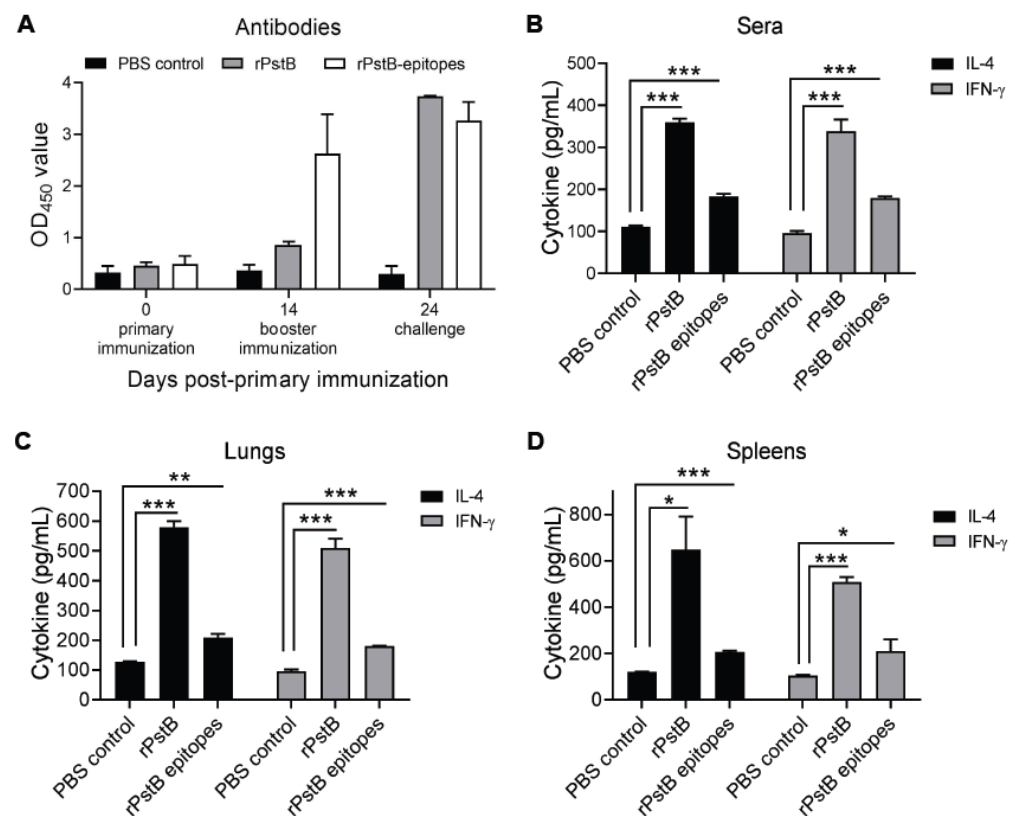 A
Antibodies
PBS control rPstB rPstB-epitopes
OD450 value
4
3
2
1
0
0 14 24
primary immunization booster immunization challenge
Days post-primary immunization
B
Sera
IL-4
IFN-γ
Cytokine (pg/mL)
500
400
300
200
100
0
***
***
***
***
PBS control rPstB rPstB epitopes PBS control rPstB rPstB epitopes
C
Lungs
IL-4
IFN-γ
Cytokine (pg/mL)
700
600
500
400
300
200
100
0
**
***
***
***
PBS control rPstB rPstB epitopes PBS control rPstB rPstB epitopes
D
Spleens
IL-4
IFN-γ
Cytokine (pg/mL)
800
600
400
200
0
***
*
*
***
PBS control rPstB rPstB epitopes PBS control rPstB rPstB epitopes